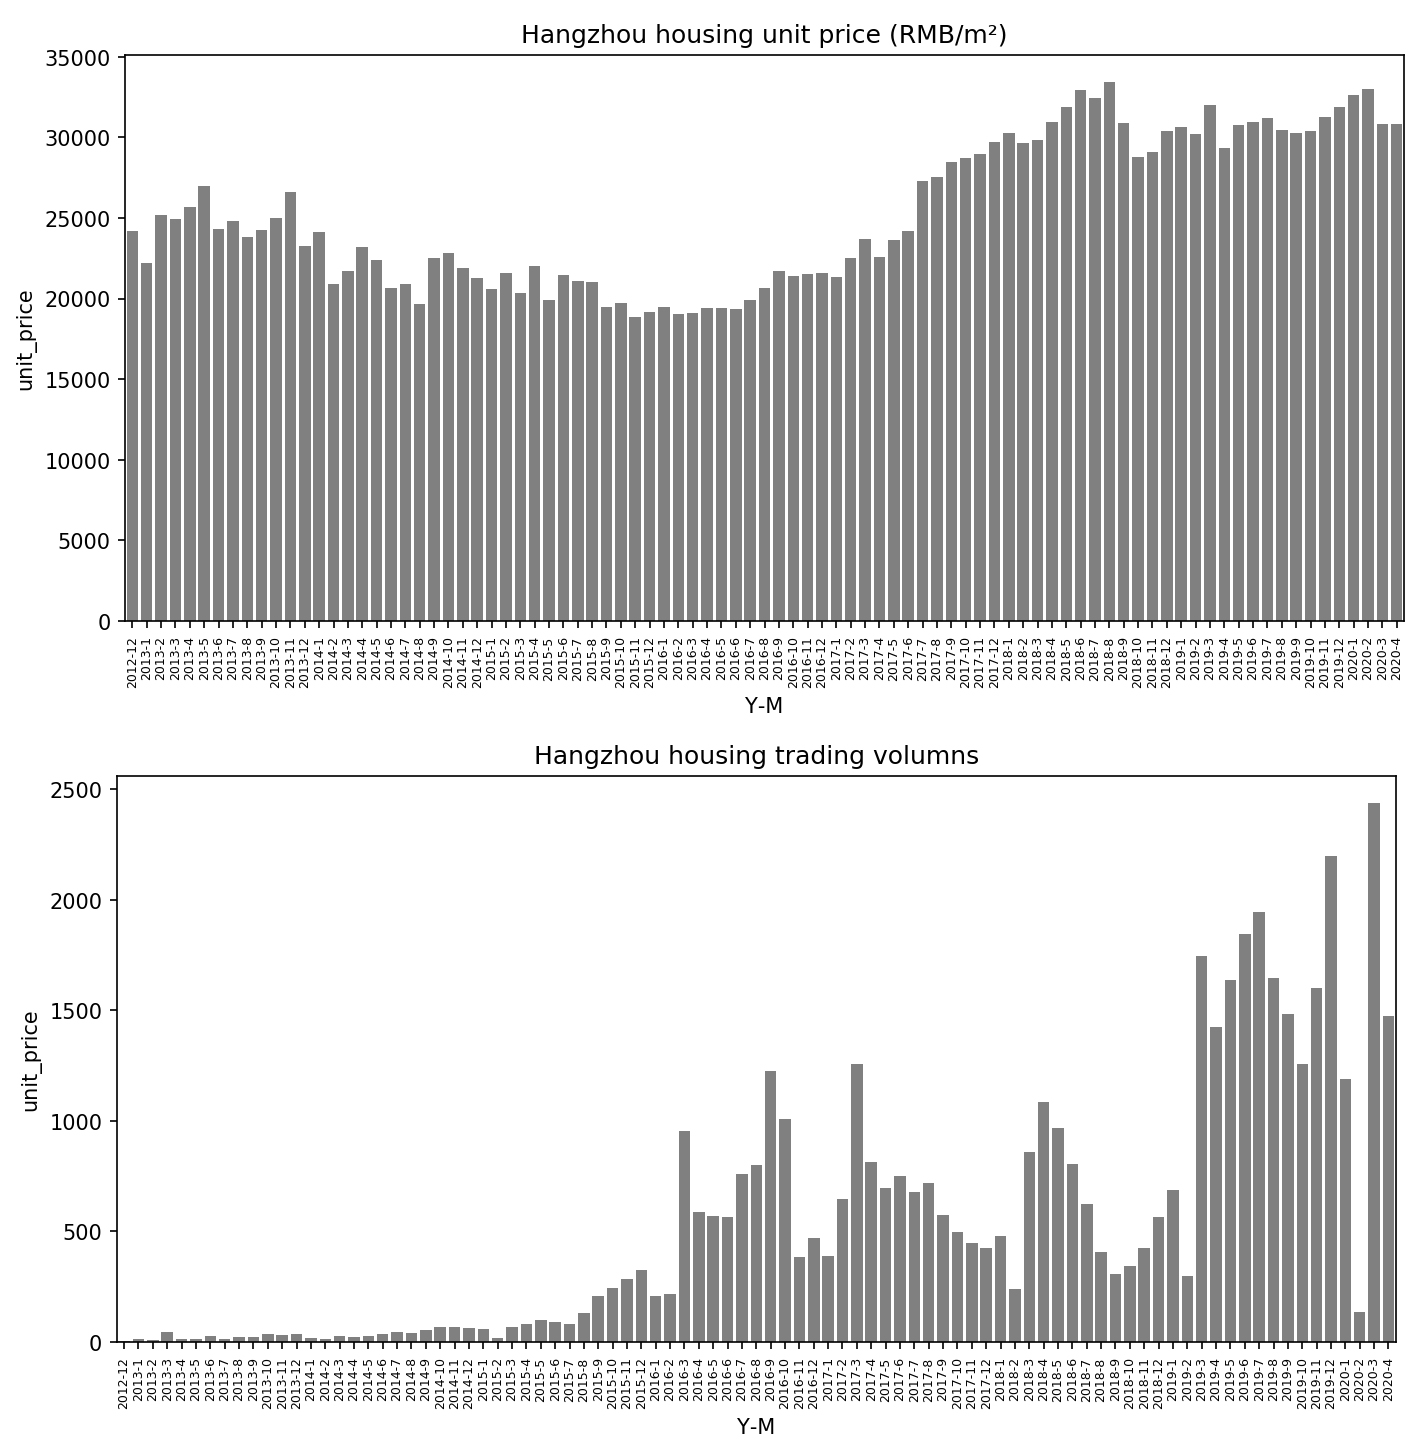 Hangzhou housing unit price (RMB/m²)
35000
30000
25000
20000
15000
10000
5000
0
unit_price
2012-12 2013-1 2013-2 2013-3 2013-4 2013-5 2013-6 2013-7 2013-8 2013-9 2013-10 2013-11 2013-12 2014-1 2014-2 2014-3 2014-4 2014-5 2014-6 2014-7 2014-8 2014-9 2014-10 2014-11 2014-12 2015-1 2015-2 2015-3 2015-4 2015-5 2015-6 2015-7 2015-8 2015-9 2015-10 2015-11 2015-12 2016-1 2016-2 2016-3 2016-4 2016-5 2016-6 2016-7 2016-8 2016-9 2016-10 2016-11 2016-12 2017-1 2017-2 2017-3 2017-4 2017-5 2017-6 2017-7 2017-8 2017-9 2017-10 2017-11 2017-12 2018-1 2018-2 2018-3 2018-4 2018-5 2018-6 2018-7 2018-8 2018-9 2018-10 2018-11 2018-12 2019-1 2019-2 2019-3 2019-4 2019-5 2019-6 2019-7 2019-8 2019-9 2019-10 2019-11 2019-12 2020-1 2020-2 2020-3 2020-4
Y-M
Hangzhou housing trading volumns
2500
2000
1500
1000
500
0
unit_price
2012-12 2013-1 2013-2 2013-3 2013-4 2013-5 2013-6 2013-7 2013-8 2013-9 2013-10 2013-11 2013-12 2014-1 2014-2 2014-3 2014-4 2014-5 2014-6 2014-7 2014-8 2014-9 2014-10 2014-11 2014-12 2015-1 2015-2 2015-3 2015-4 2015-5 2015-6 2015-7 2015-8 2015-9 2015-10 2015-11 2015-12 2016-1 2016-2 2016-3 2016-4 2016-5 2016-6 2016-7 2016-8 2016-9 2016-10 2016-11 2016-12 2017-1 2017-2 2017-3 2017-4 2017-5 2017-6 2017-7 2017-8 2017-9 2017-10 2017-11 2017-12 2018-1 2018-2 2018-3 2018-4 2018-5 2018-6 2018-7 2018-8 2018-9 2018-10 2018-11 2018-12 2019-1 2019-2 2019-3 2019-4 2019-5 2019-6 2019-7 2019-8 2019-9 2019-10 2019-11 2019-12 2020-1 2020-2 2020-3 2020-4
Y-M